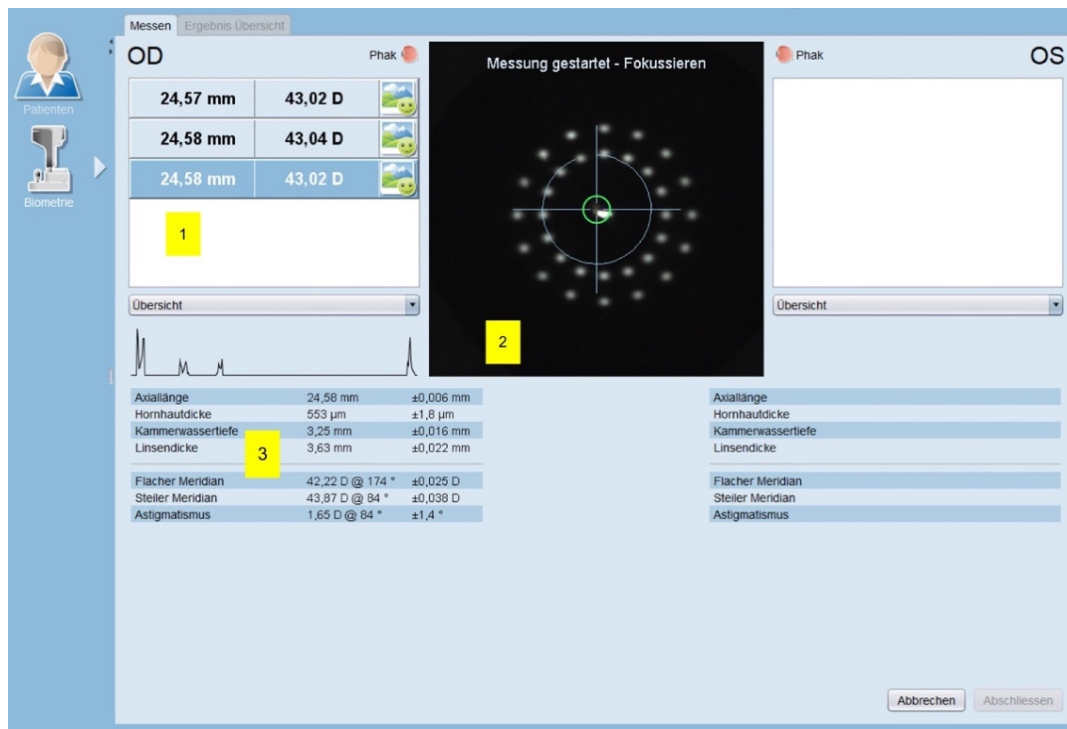 Messen Ergebnis Übersicht
Patienten
Biometrie
OD Phak
24,57 mm 43,02 D
24,58 mm 43,04 D
24,58 mm 43,02 D
1
Übersicht
Messung gestartet - Fokussieren
2
Phak OS
Übersicht
Axiallänge 24,58 mm ±0,006 mm
Hornhautdicke 553 µm ±1,8 µm
Kammerwassertiefe 3,25 mm ±0,016 mm
Linsendicke 3,63 mm ±0,022 mm
3
Flacher Meridian 42,22 D @ 174 ° ±0,025 D
Steiler Meridian 43,87 D @ 84 ° ±0,038 D
Astigmatismus 1,65 D @ 84 ° ±1,4 °
Axiallänge
Hornhautdicke
Kammerwassertiefe
Linsendicke
Flacher Meridian
Steiler Meridian
Astigmatismus
Abbrechen Abschliessen